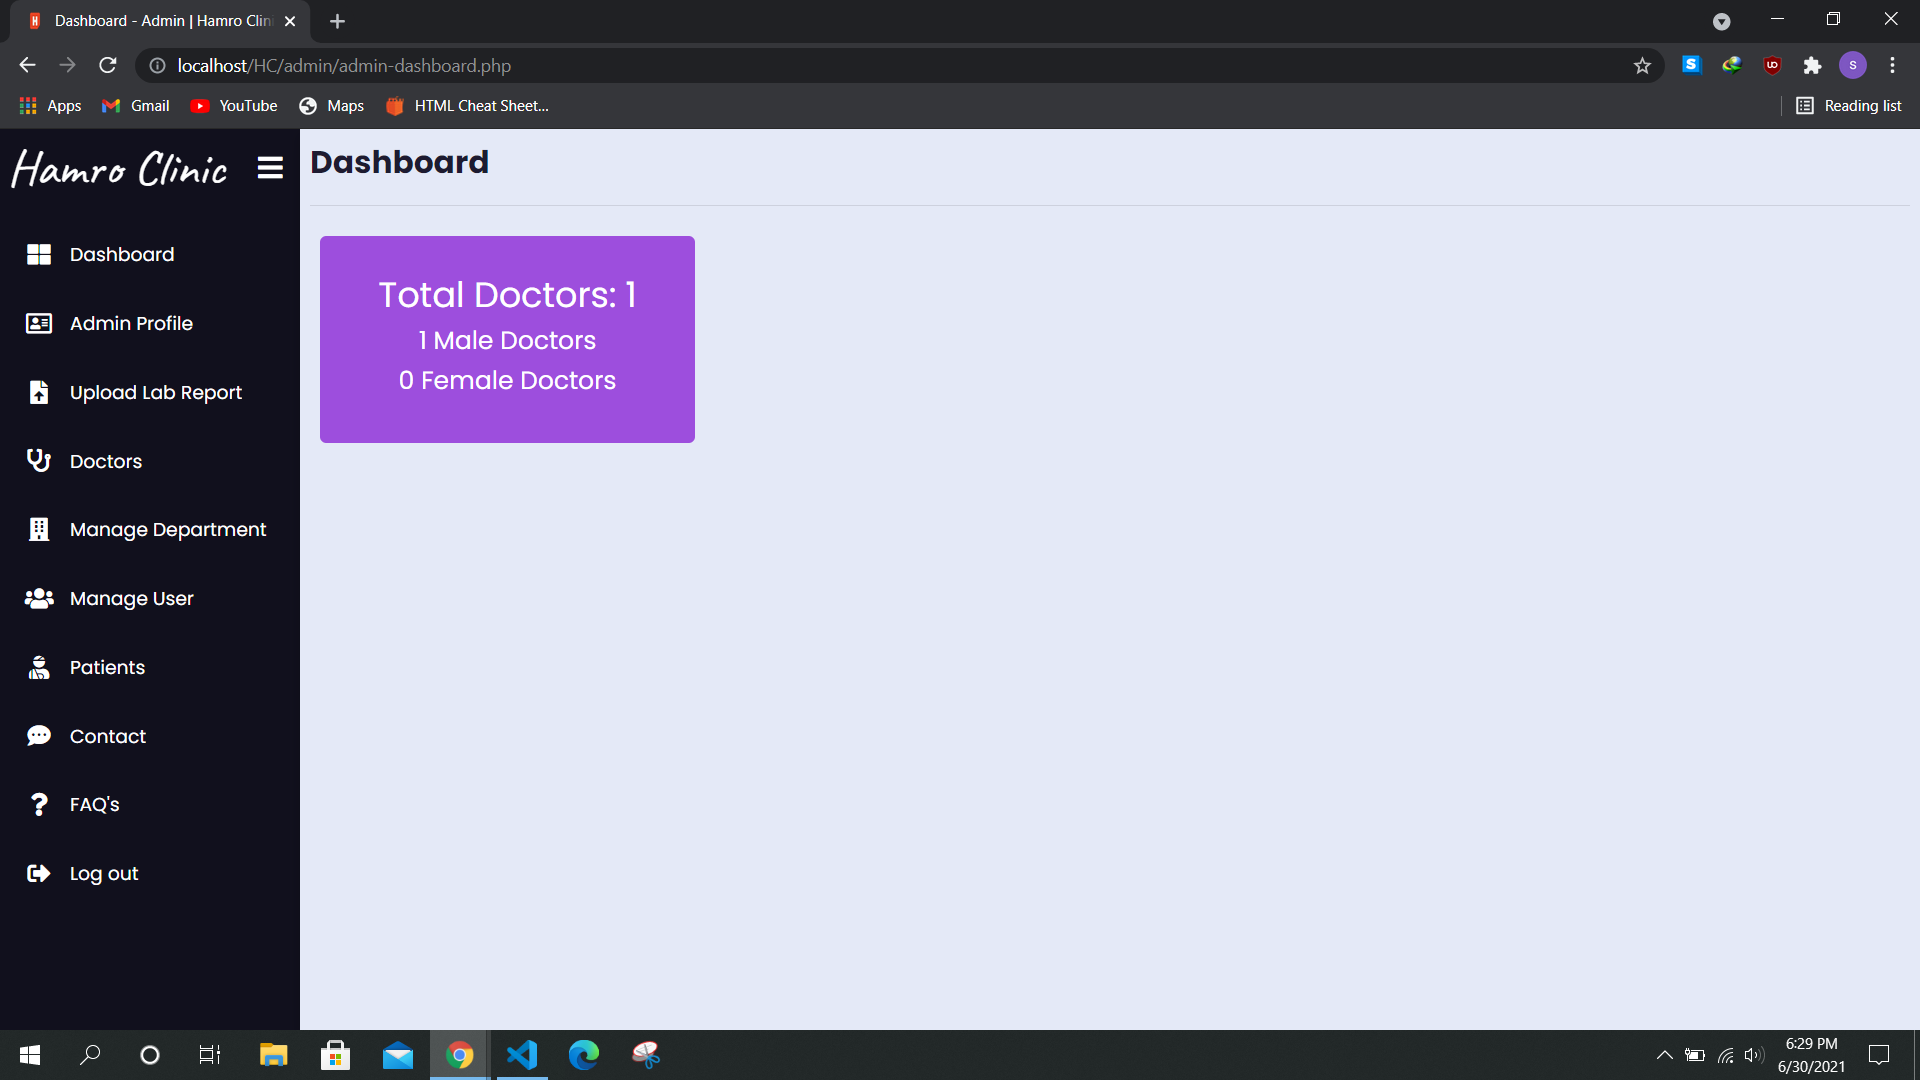 Dashboard - Admin | Hamro Clini
localhost/HC/admin/admin-dashboard.php
S
S
Apps
Gmail
YouTube
Maps
HTML Cheat Sheet...
Reading list
Hamro Clinic
Dashboard
Dashboard
Admin Profile
Upload Lab Report
Doctors
Manage Department
Manage User
Patients
Contact
FAQ's
Log out
Total Doctors: 1
1 Male Doctors
0 Female Doctors
6:29 PM
6/30/2021